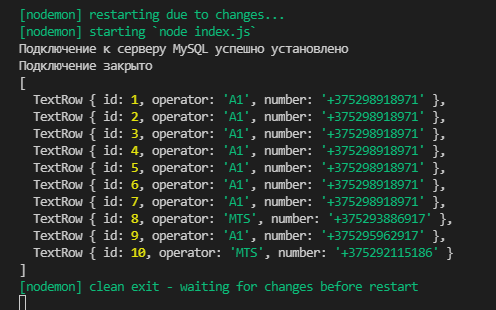 [nodemon] restarting due to changes...
[nodemon] starting `node index.js`
Подключение к серверу MySQL успешно установлено
Подключение закрыто
[
  TextRow { id: 1, operator: 'A1', number: '+375298918971' },
  TextRow { id: 2, operator: 'A1', number: '+375298918971' },
  TextRow { id: 3, operator: 'A1', number: '+375298918971' },
  TextRow { id: 4, operator: 'A1', number: '+375298918971' },
  TextRow { id: 5, operator: 'A1', number: '+375298918971' },
  TextRow { id: 6, operator: 'A1', number: '+375298918971' },
  TextRow { id: 7, operator: 'A1', number: '+375298918971' },
  TextRow { id: 8, operator: 'MTS', number: '+375293886917' },
  TextRow { id: 9, operator: 'A1', number: '+375295962917' },
  TextRow { id: 10, operator: 'MTS', number: '+375292115186' }
]
[nodemon] clean exit - waiting for changes before restart